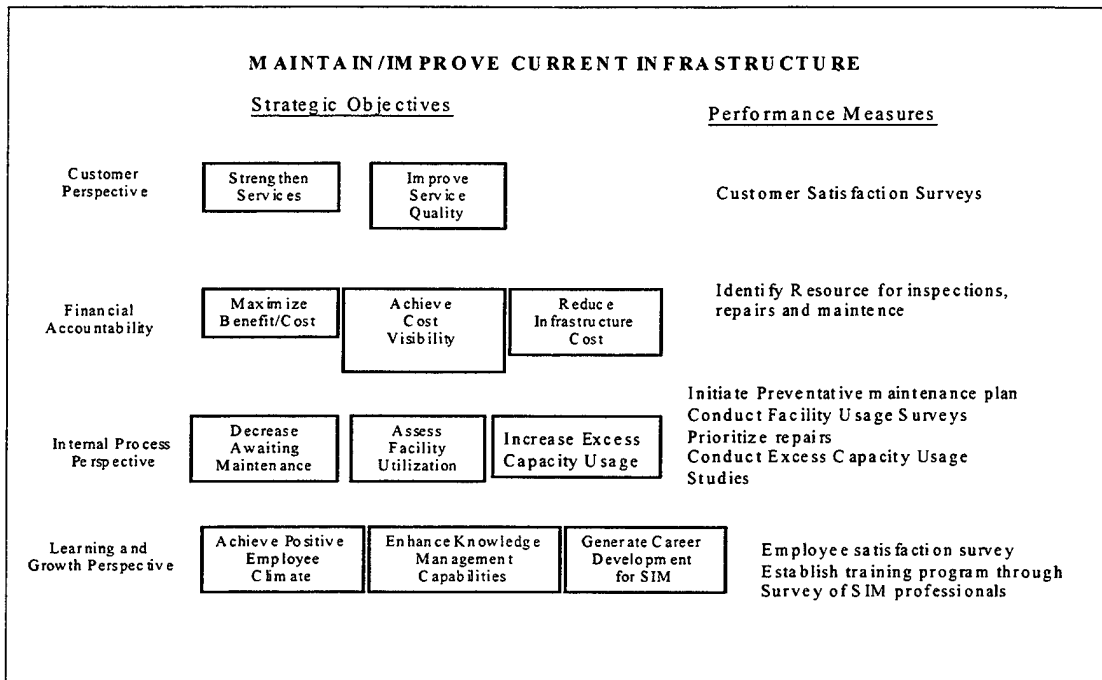 MAINTAIN/IMPROVE CURRENT INFRASTRUCTURE
Strategic Objectives
Performance Measures
Customer
Perspective
Strengthen
Services
Improve
Service
Quality
Customer Satisfaction Surveys
Financial
Accountability
Maximize
Benefit/Cost
Achieve
Cost
Visibility
Reduce
Infrastructure
Cost
Identify Resource for inspections,
repairs and maintence
Internal Process
Perspective
Decrease
Awaiting
Maintenance
Assess
Facility
Utilization
Increase Excess
Capacity Usage
Initiate Preventative maintenance plan
Conduct Facility Usage Surveys
Prioritize repairs
Conduct Excess Capacity Usage
Studies
Learning and
Growth Perspective
Achieve Positive
Employee
Climate
Enhance Knowledge
Management
Capabilities
Generate Career
Development
for SIM
Employee satisfaction survey
Establish training program through
Survey of SIM professionals